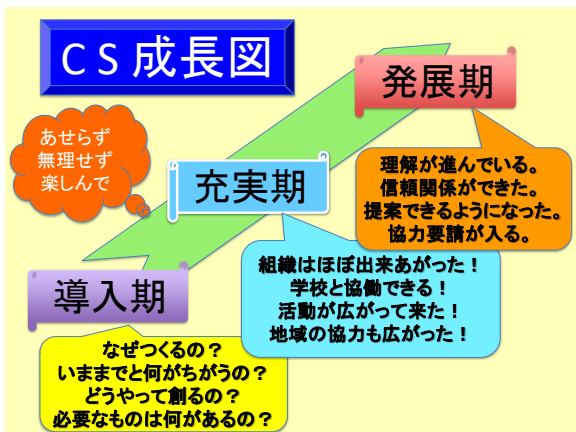 CS成長図
発展期
あせらず
無理せず
楽しんで
理解が進んでいる。
信頼関係ができた。
提案できるようになった。
協力要請が入る。
充実期
組織はほぼ出来あがった！
学校と協働できる！
活動が広がって来た！
地域の協力も広がった！
導入期
なぜつくるの？
いままでと何がちがうの？
どうやって創るの？
必要なものは何があるの？